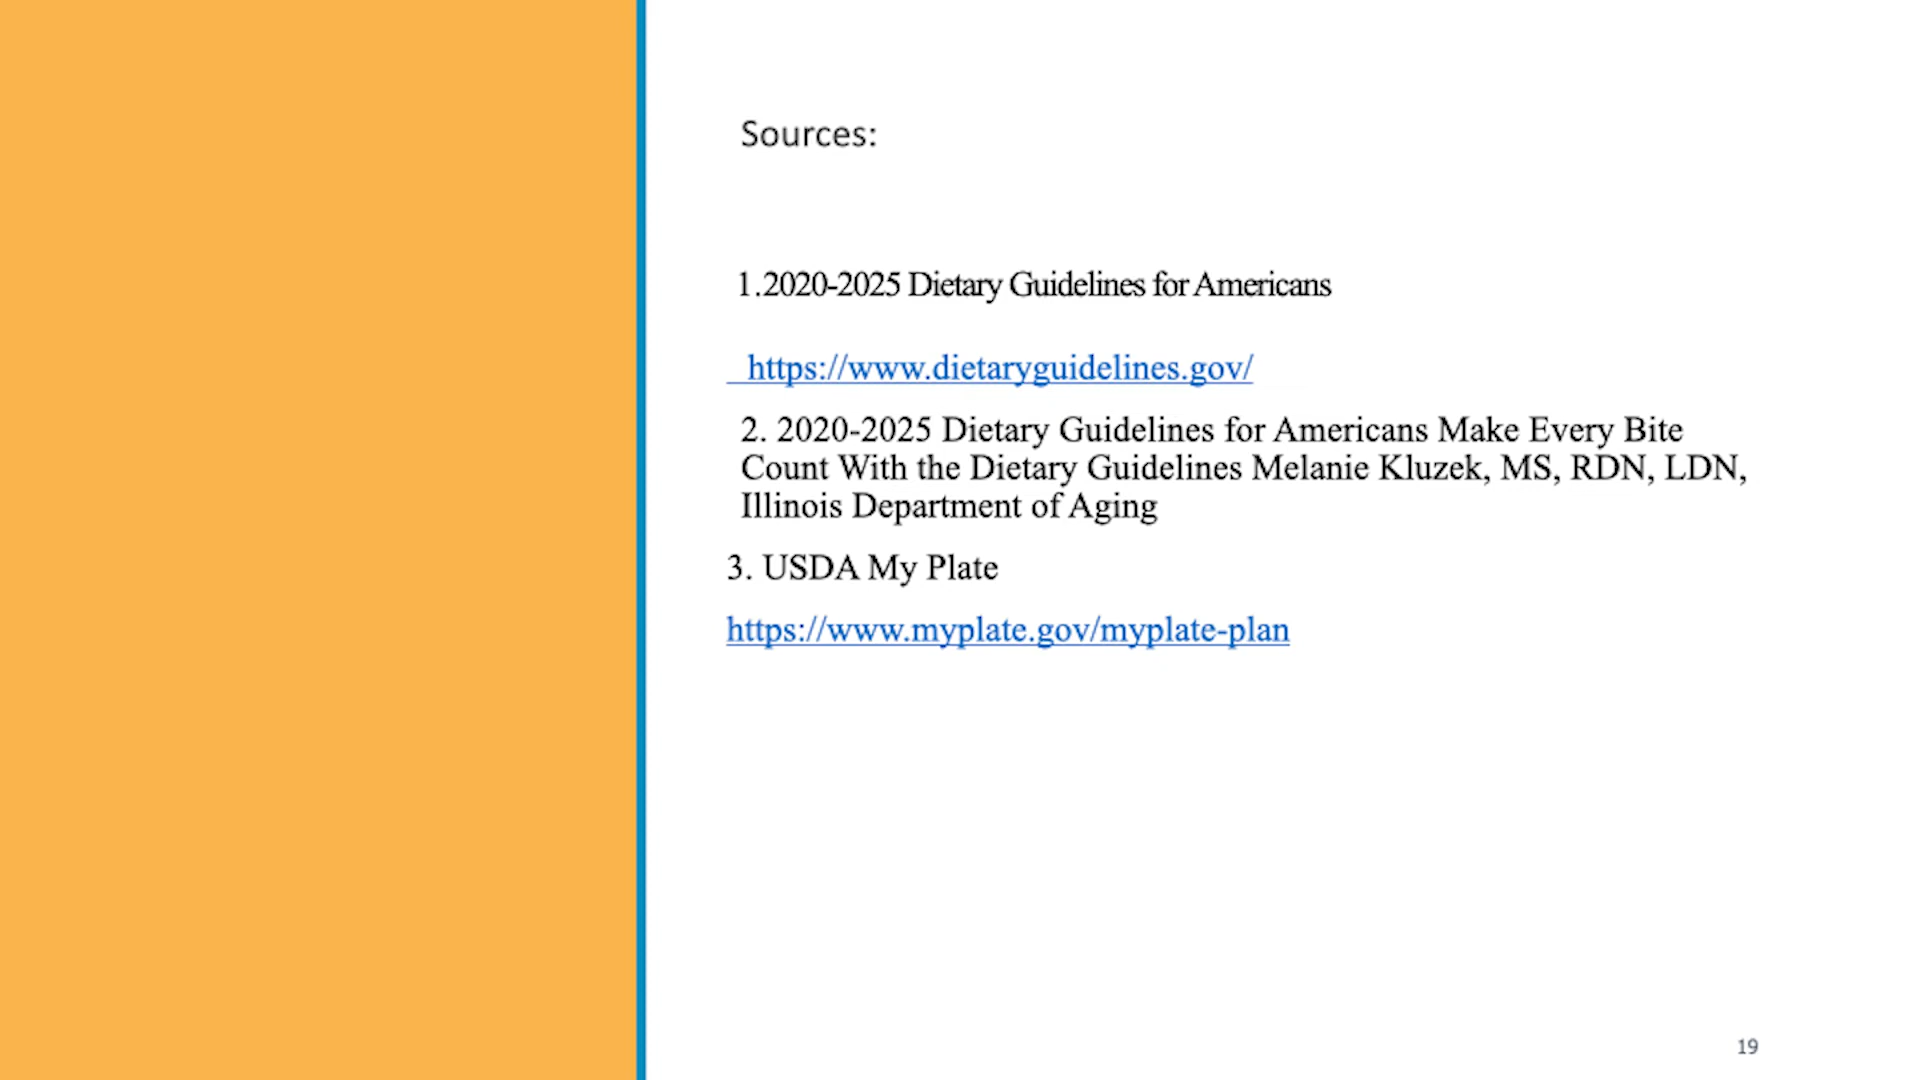 Sources:
1.2020-2025 Dietary Guidelines for Americans
https://www.dietaryguidelines.gov/
2. 2020-2025 Dietary Guidelines for Americans Make Every Bite
Count With the Dietary Guidelines Melanie Kluzek, MS, RDN, LDN,
Illinois Department of Aging
3. USDA My Plate
https://www.myplate.gov/myplate-plan
19